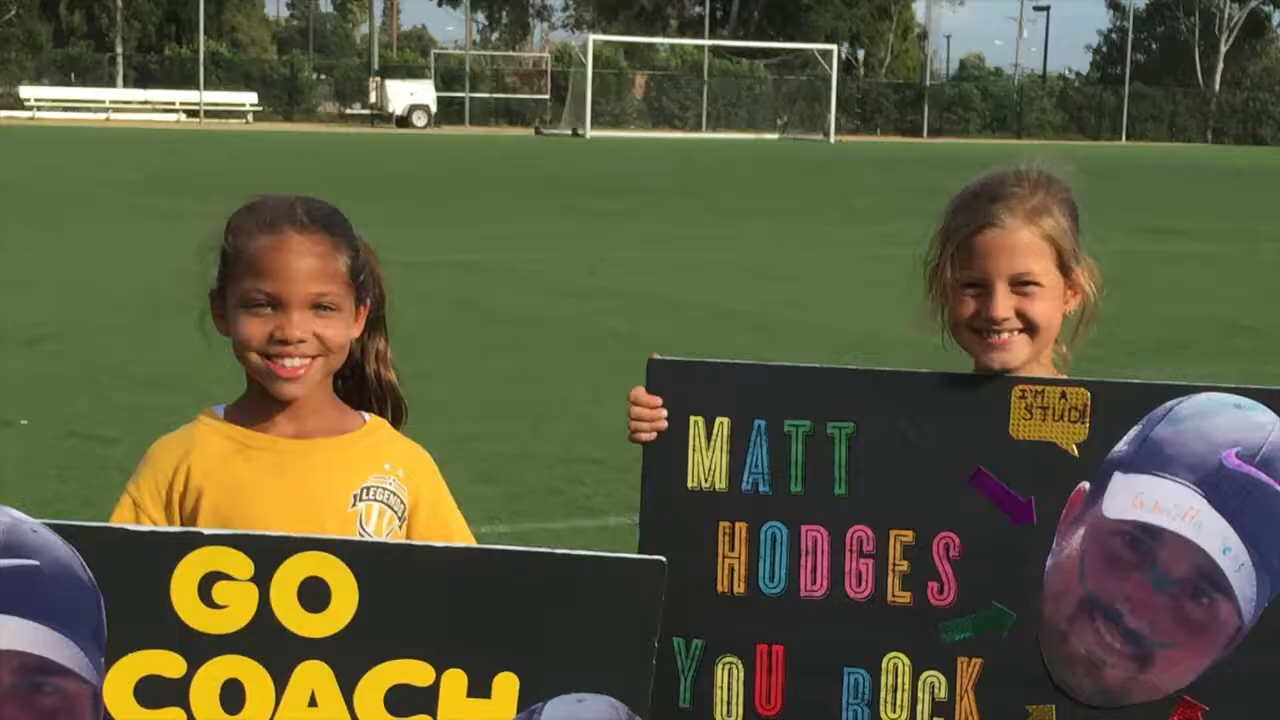 LEGENDS
GO
COACH
I'M A
STUD!
MATT
HODGES
YOU ROCK